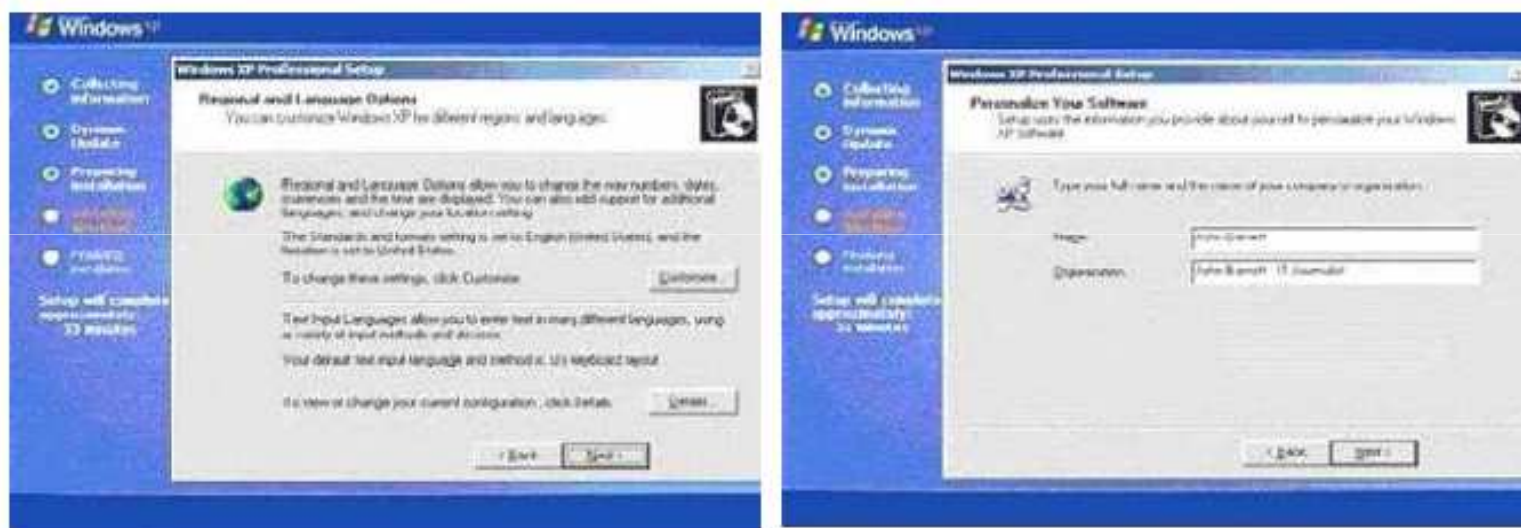 Windows XP
Collecting
information
Dynamic
Update
Preparing
installation
Installing
Windows
Finalizing
installation
Setup will complete
approximately:
33 minutes
Windows XP Professional Setup
Regional and Language Options
You can customize Windows XP for different regions and languages.
Regional and Language Options allow you to change the way numbers, dates,
currencies and the time are displayed. You can also add support for additional
languages, and change your location setting.
The Standards and formats setting is set to English (United States), and the
location is set to United States.
To change these settings, click Customize.
Customize...
Text Input Languages allow you to enter text in many different languages, using
a variety of input methods and devices.
Your default text input language and method is: US keyboard layout
To view or change your current configuration, click Details.
Details...
< Back
Next >
Windows XP
Collecting
information
Dynamic
Update
Preparing
installation
Installing
Windows
Finalizing
installation
Setup will complete
approximately:
minutes
Windows XP Professional Setup
Personalize Your Software
Setup uses the information you provide about yourself to personalize your Windows
XP software.
Type your full name and the name of your company or organization.
Name:
John Barnett
Organization:
John Barnett - IT Journalist
< Back
Next >